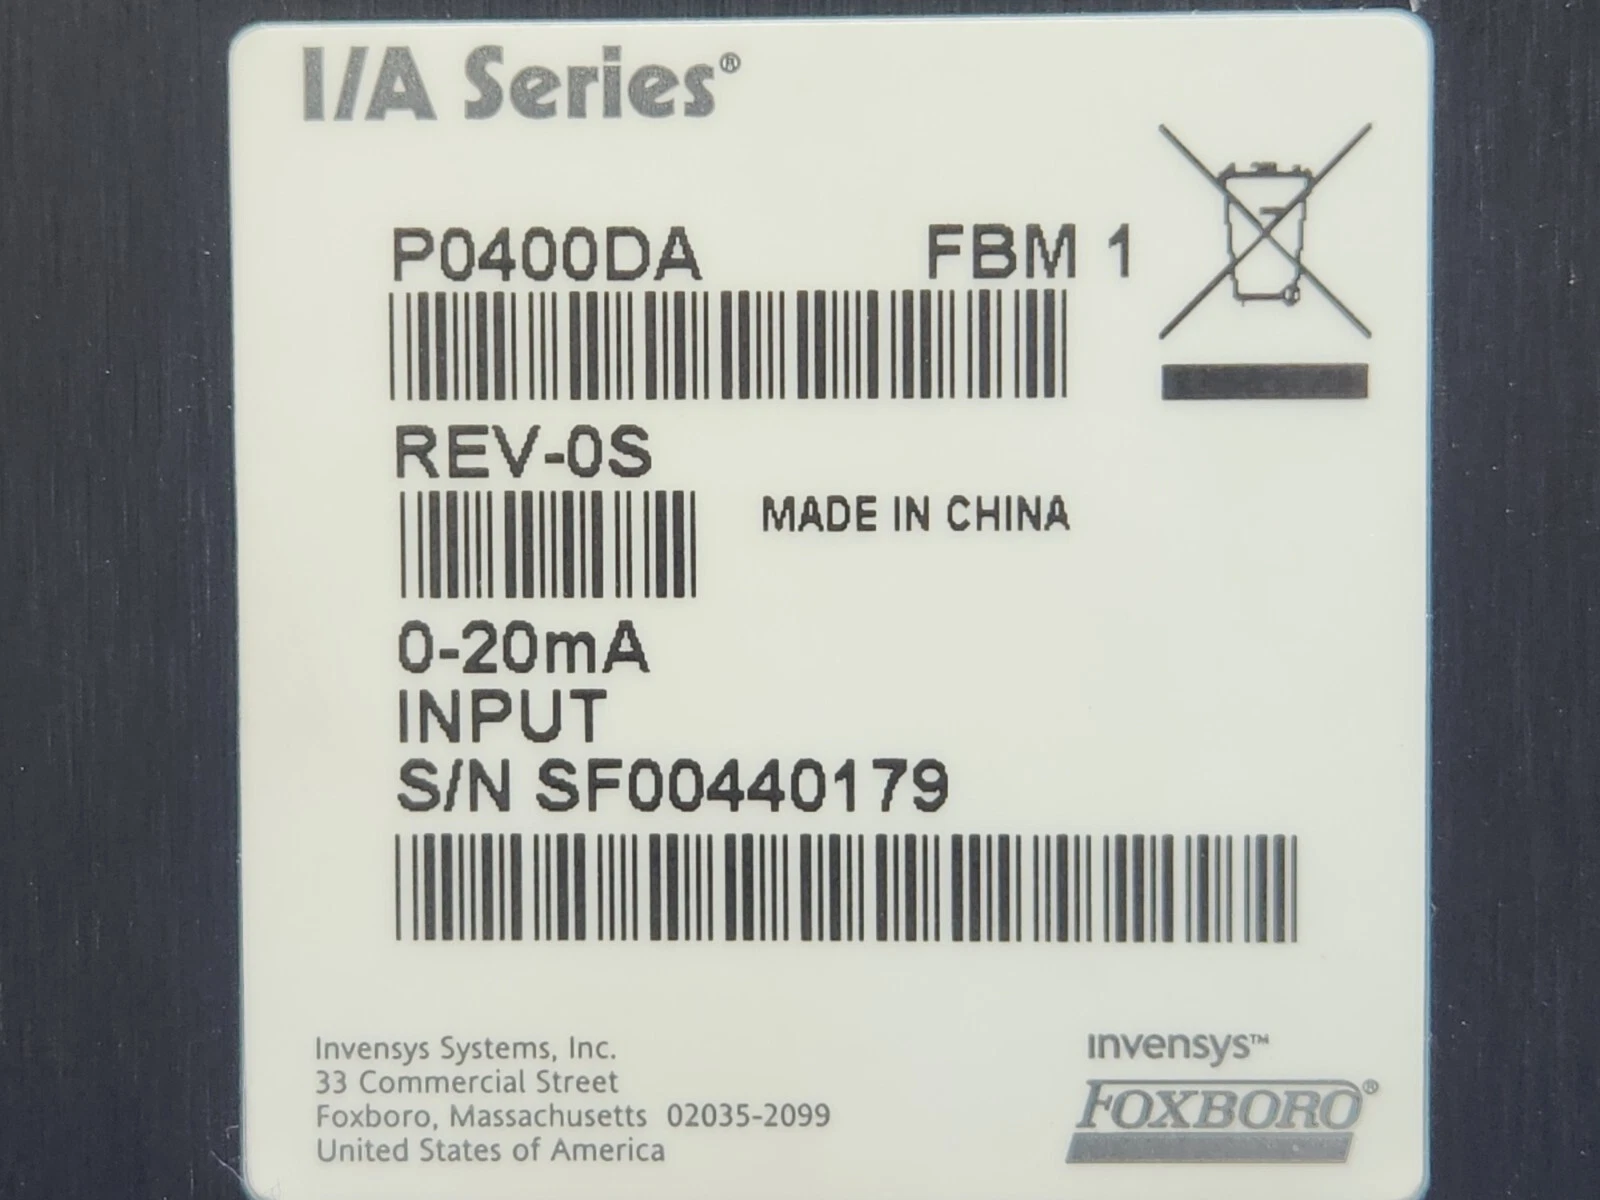 I/A Series®
P0400DA FBM 1
REV-0S
MADE IN CHINA
0-20mA
INPUT
S/N SF00440179
Invensys Systems, Inc.
33 Commercial Street
Foxboro, Massachusetts 02035-2099
United States of America
invensys™
FOXBORO®